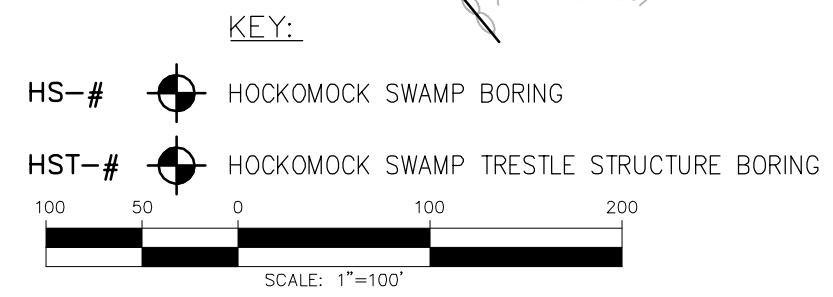 KEY:
HS-# HOCKOMOCK SWAMP BORING
HST-# HOCKOMOCK SWAMP TRESTLE STRUCTURE BORING
100 50 0 100 200
SCALE: 1"=100'